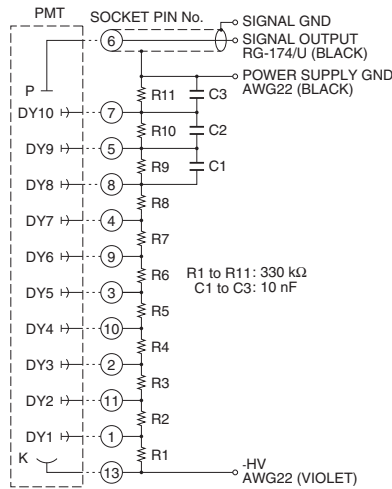 PMT
SOCKET PIN No.
SIGNAL GND
6
SIGNAL OUTPUT
RG-174/U (BLACK)
POWER SUPPLY GND
AWG22 (BLACK)
P
R11
C3
DY10
7
R10
C2
DY9
5
R9
C1
DY8
8
R8
DY7
4
R7
DY6
9
R6
R1 to R11: 330 kΩ
C1 to C3: 10 nF
DY5
3
R5
DY4
10
R4
DY3
2
R3
DY2
11
R2
DY1
1
R1
K
13
-HV
AWG22 (VIOLET)